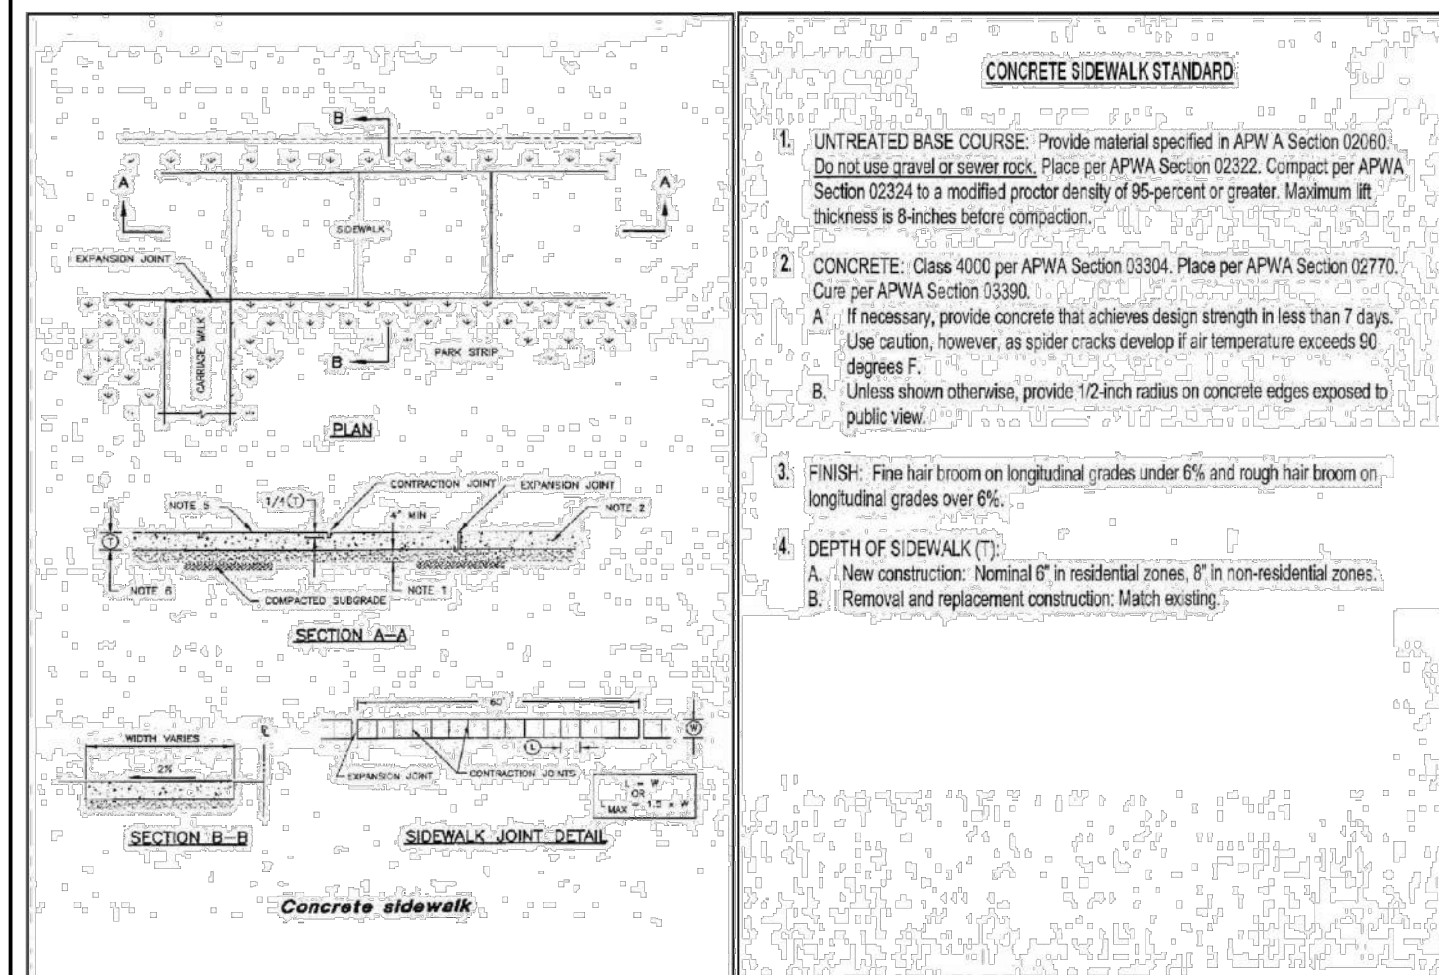 B
A
A
SIDEWALK
EXPANSION JOINT
CARRIAGE WALK
B
PARK STRIP
PLAN
CONTRACTION JOINT
EXPANSION JOINT
1/4(T)
NOTE 5
4" MIN
NOTE 2
T
NOTE 6
COMPACTED SUBGRADE
NOTE 1
SECTION A-A
60'
WIDTH VARIES
W
2%
L
EXPANSION JOINT
CONTRACTION JOINTS
L = W
OR
L MAX = 1.5 x W
SECTION B-B
SIDEWALK JOINT DETAIL
Concrete sidewalk
CONCRETE SIDEWALK STANDARD
1. UNTREATED BASE COURSE: Provide material specified in APW A Section 02060.
Do not use gravel or sewer rock. Place per APWA Section 02322. Compact per APWA
Section 02324 to a modified proctor density of 95-percent or greater. Maximum lift
thickness is 8-inches before compaction.
2. CONCRETE: Class 4000 per APWA Section 03304. Place per APWA Section 02770.
Cure per APWA Section 03390.
A. If necessary, provide concrete that achieves design strength in less than 7 days.
Use caution, however, as spider cracks develop if air temperature exceeds 90
degrees F.
B. Unless shown otherwise, provide 1/2-inch radius on concrete edges exposed to
public view.
3. FINISH: Fine hair broom on longitudinal grades under 6% and rough hair broom on
longitudinal grades over 6%.
4. DEPTH OF SIDEWALK (T):
A. New construction: Nominal 6" in residential zones, 8" in non-residential zones.
B. Removal and replacement construction: Match existing.